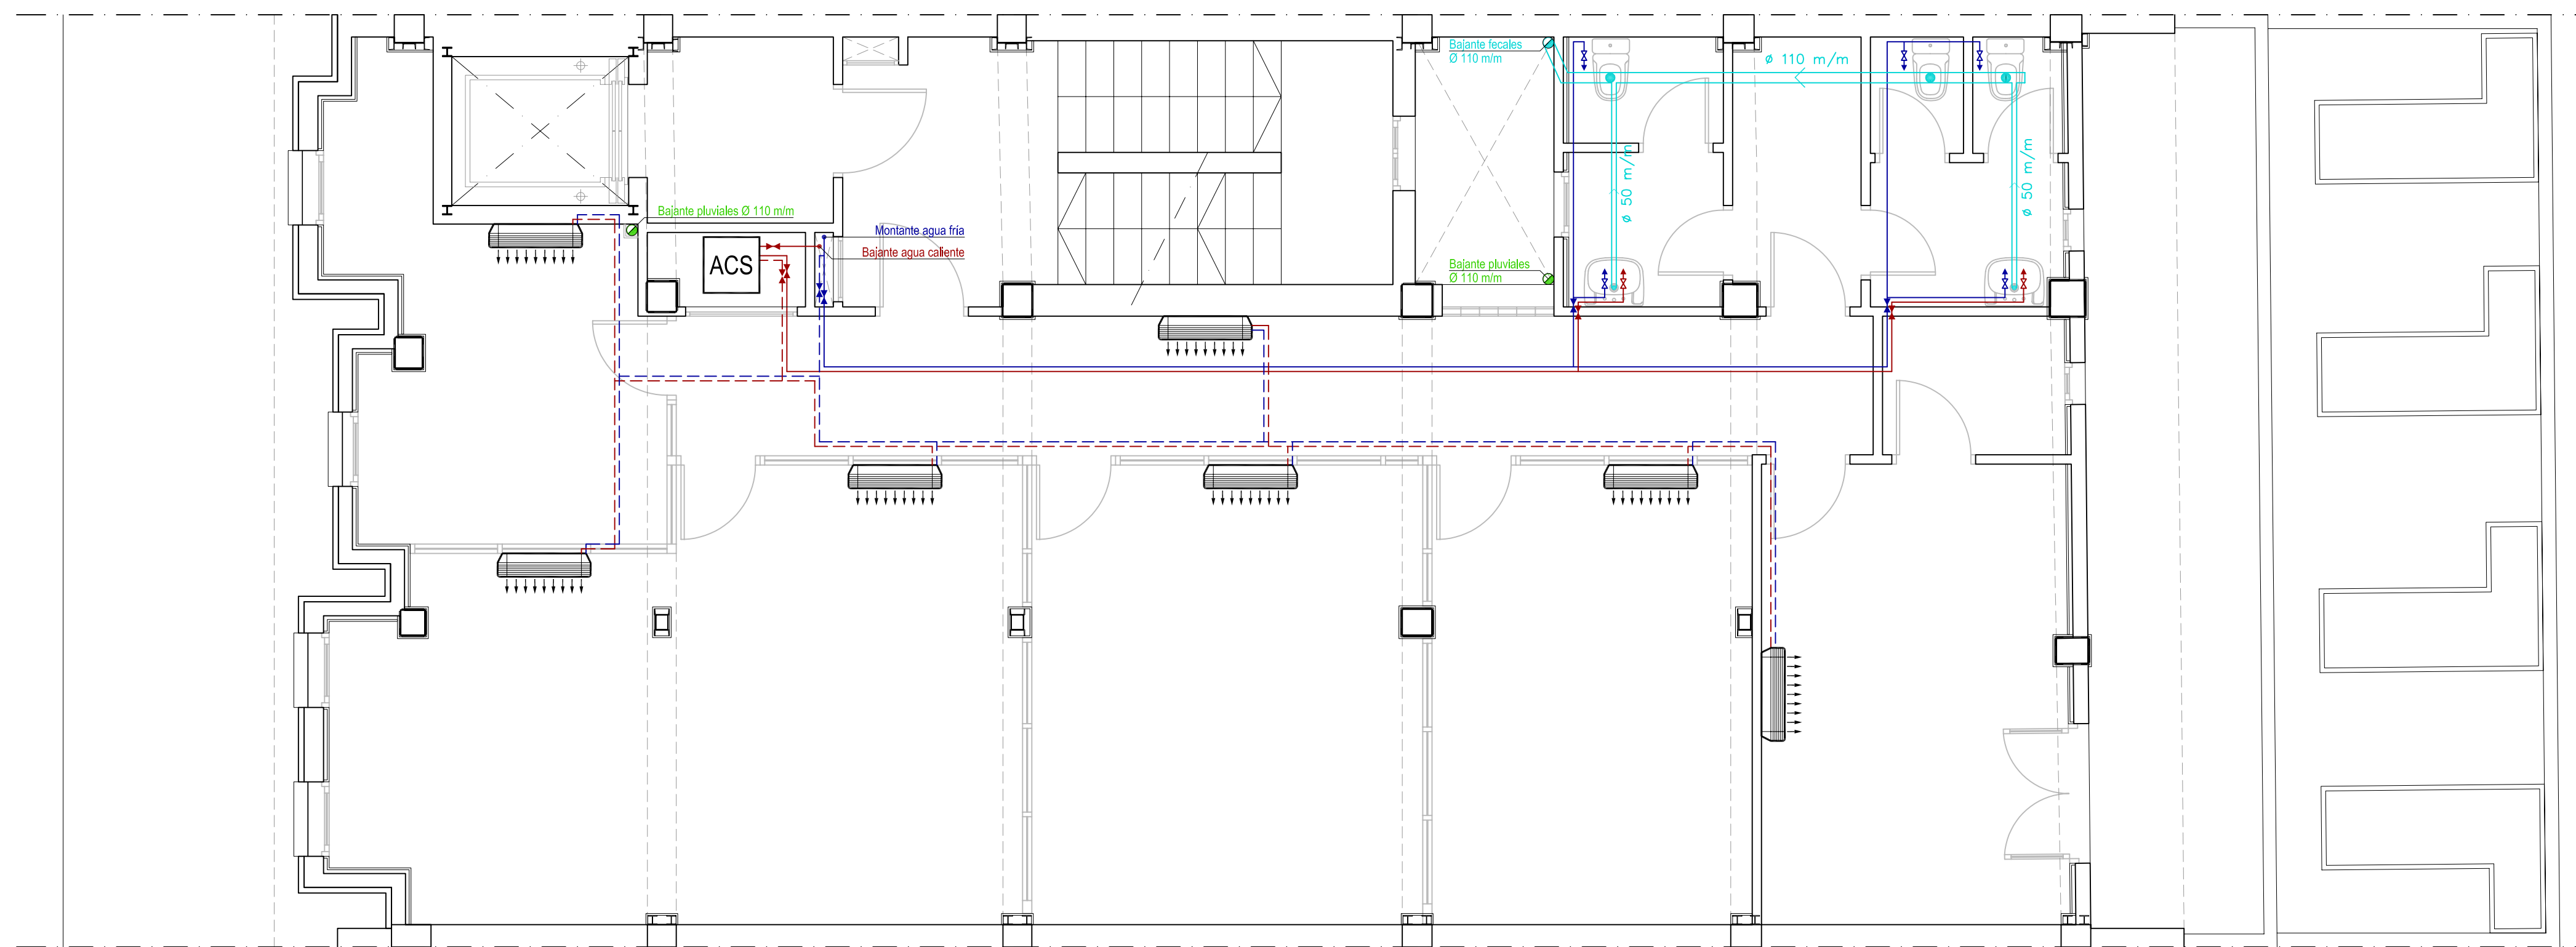 Bajante fecales
Ø 110 m/m
ø 110 m/m
ø 50 m/m
ø 50 m/m
Bajante pluviales Ø 110 m/m
Montante agua fria
Bajante agua caliente
ACS
Bajante pluviales
Ø 110 m/m